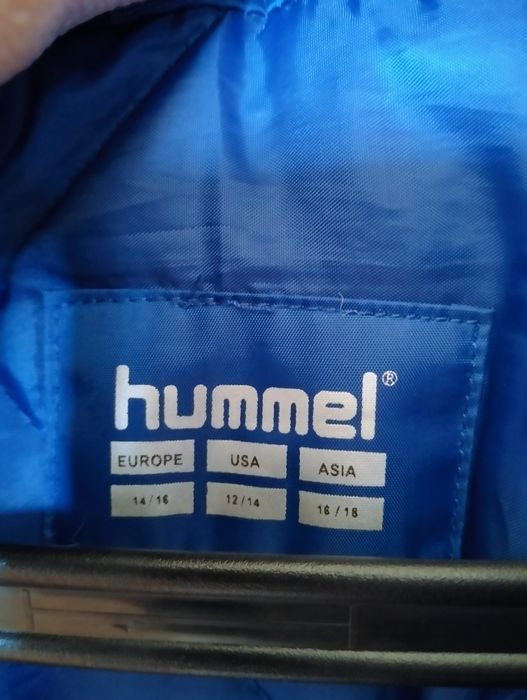 hummel®
EUROPE USA ASIA
14/16 12/14 16/18